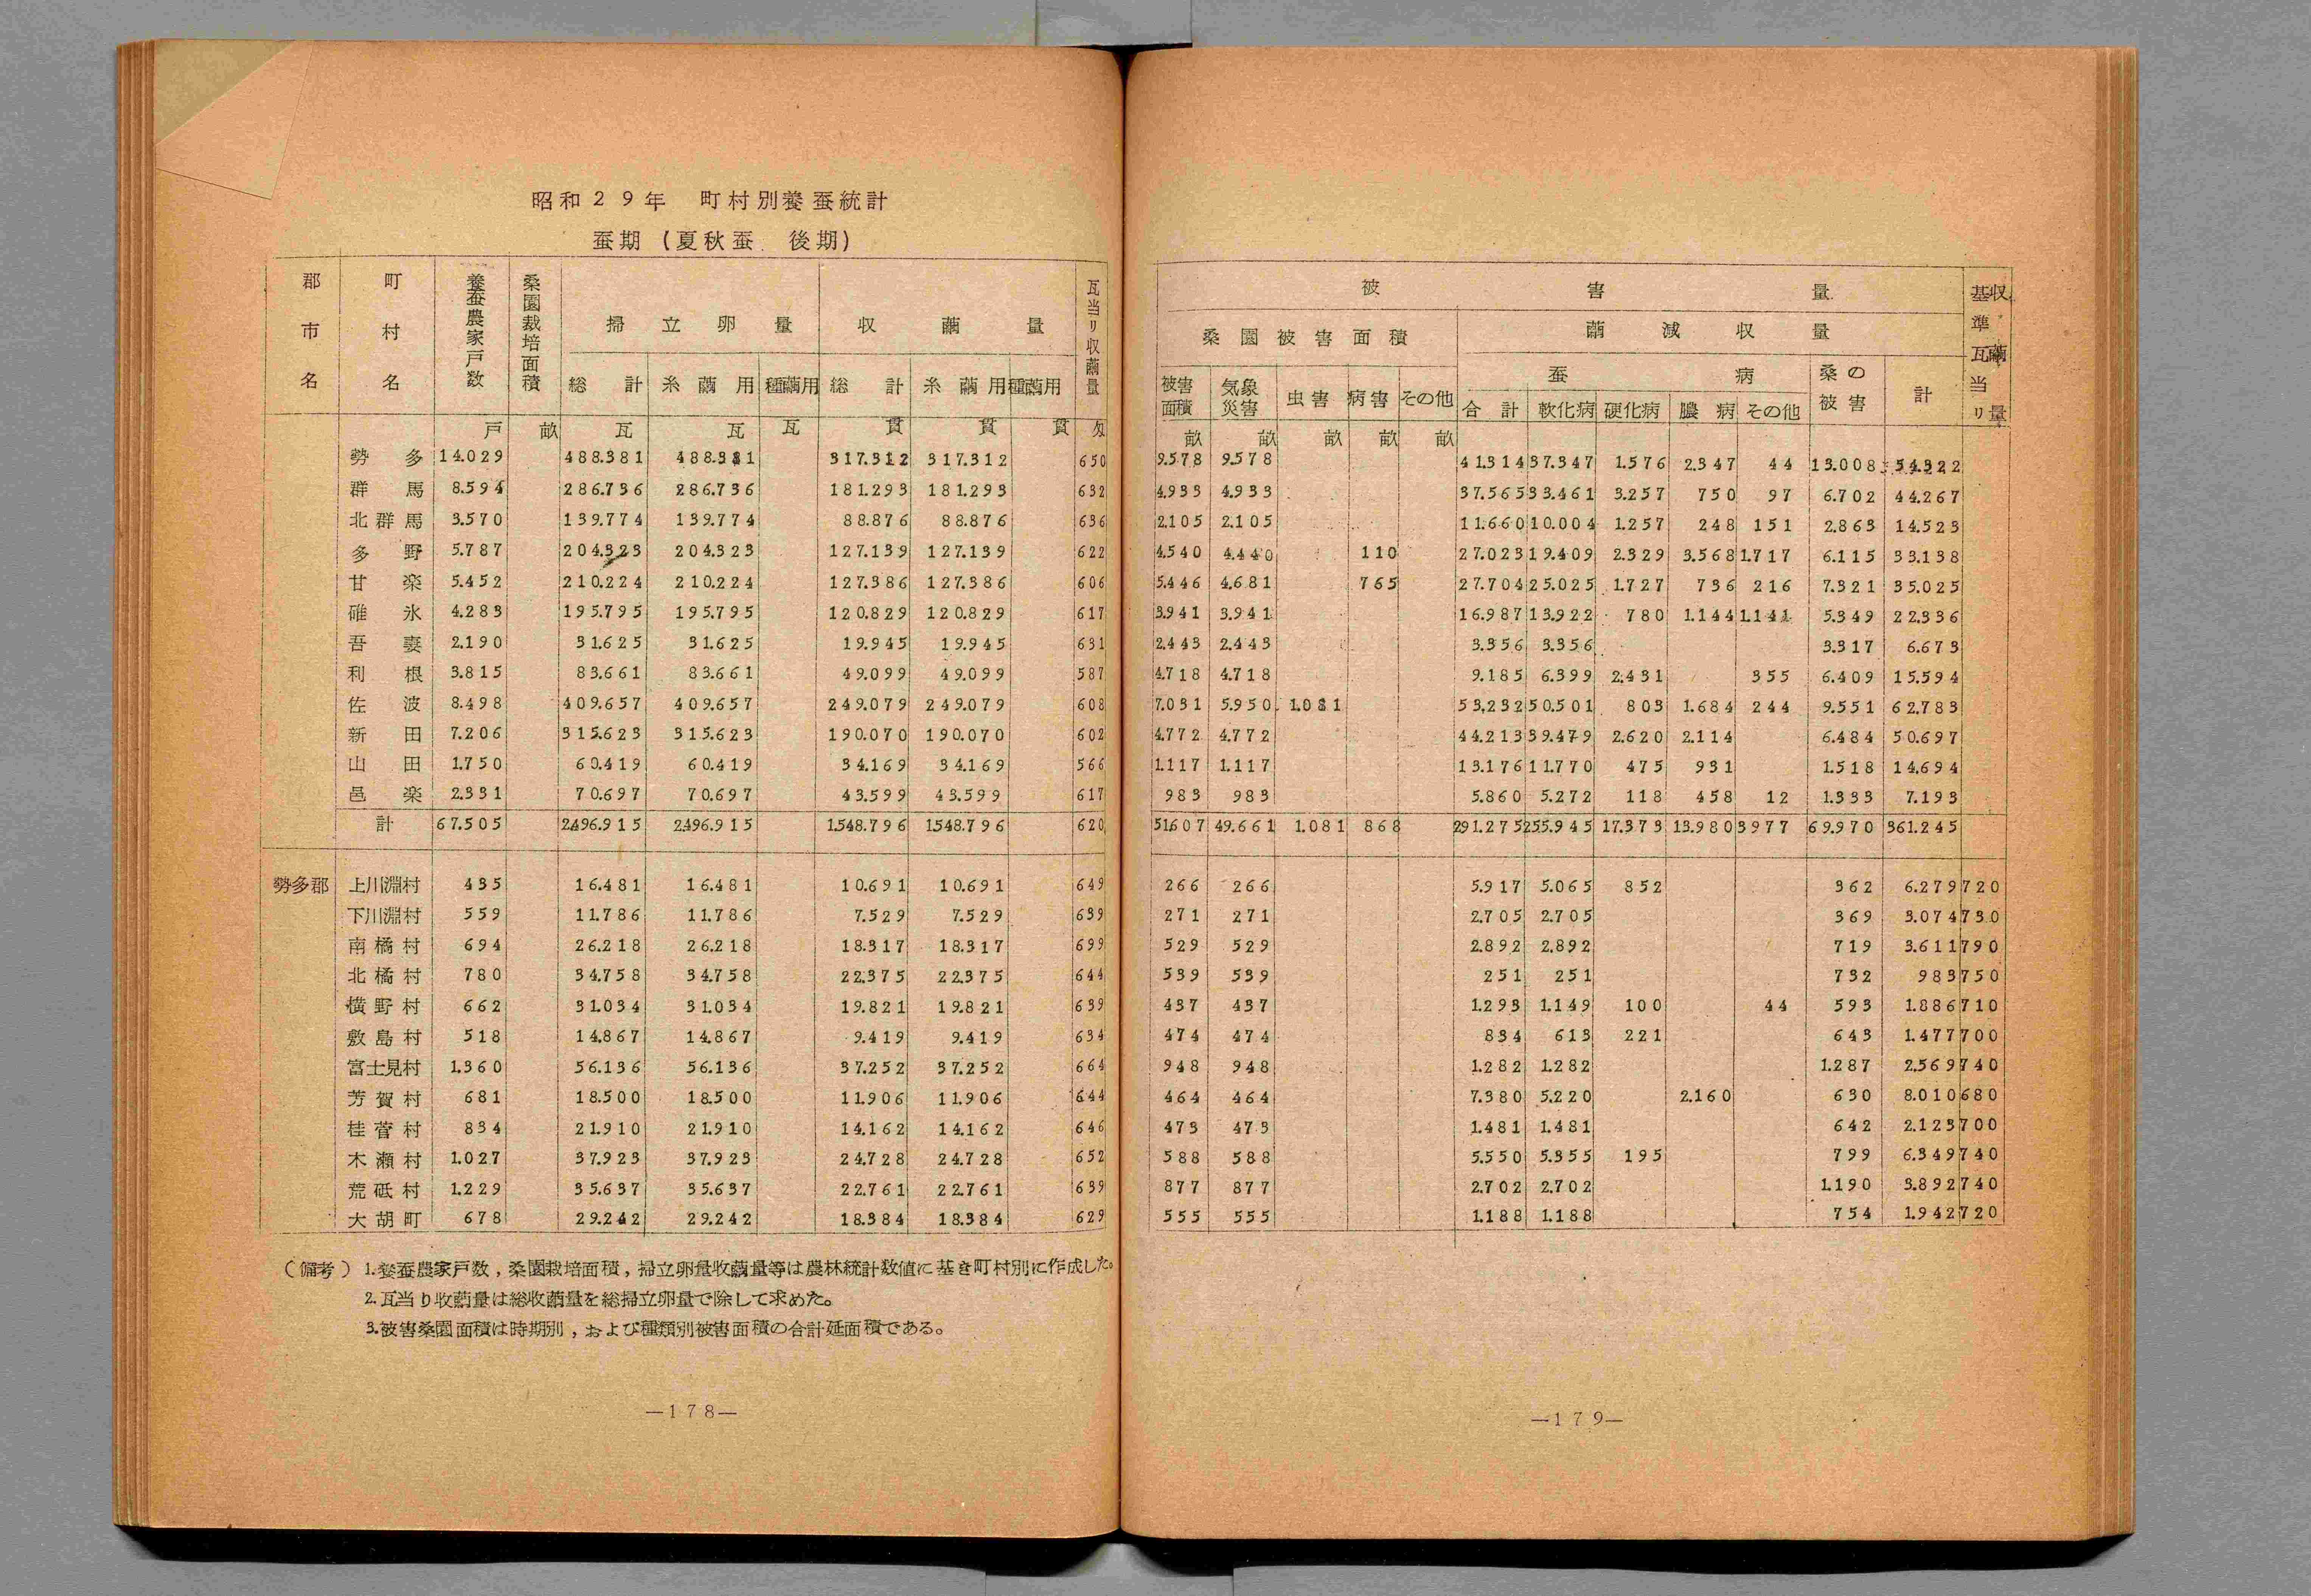 昭和29年 町村別養蚕統計
蚕期(夏秋蚕 後期)
郡市名 町村名 養蚕農家戸数 桑園栽培面積 掃立卵量 収繭量 瓦当リ収繭量
総計 糸繭用 種繭用 総計 糸繭用 種繭用
戸 畝 瓦 瓦 瓦 貫 貫 貫 匁
勢多 14.029 488.381 488.381 317.312 317.312 650
群馬 8.594 286.736 286.736 181.293 181.293 632
北群馬 3.570 139.774 139.774 88.876 88.876 636
多野 5.787 204.323 204.323 127.139 127.139 622
甘楽 5.452 210.224 210.224 127.386 127.386 606
碓氷 4.283 195.795 195.795 120.829 120.829 617
吾妻 2.190 31.625 31.625 19.945 19.945 631
利根 3.815 83.661 83.661 49.099 49.099 587
佐波 8.498 409.657 409.657 249.079 249.079 608
新田 7.206 315.623 315.623 190.070 190.070 602
山田 1.750 60.419 60.419 34.169 34.169 566
邑楽 2.331 70.697 70.697 43.599 43.599 617
計 67.505 2496.915 2496.915 1548.796 1548.796 620
勢多郡 上川淵村 435 16.481 16.481 10.691 10.691 649
下川淵村 559 11.786 11.786 7.529 7.529 639
南橘村 694 26.218 26.218 18.317 18.317 699
北橘村 780 34.758 34.758 22.375 22.375 644
横野村 662 31.034 31.034 19.821 19.821 639
敷島村 518 14.867 14.867 9.419 9.419 634
富士見村 1.360 56.136 56.136 37.252 37.252 664
芳賀村 681 18.500 18.500 11.906 11.906 644
桂萱村 834 21.910 21.910 14.162 14.162 646
木瀬村 1.027 37.923 37.923 24.728 24.728 652
荒砥村 1.229 35.637 35.637 22.761 22.761 639
大胡町 678 29.242 29.242 18.384 18.384 629
(備考) 1.養蚕農家戸数,桑園栽培面積,掃立卵量收繭量等は農林統計数値に基き町村別に作成した。
2.瓦当り收繭量は総收繭量を総掃立卵量で除して求めた。
3.被害桑園面積は時期別,および種類別被害面積の合計延面積である。
—178—
被害量 基準瓦当リ収繭量
桑園被害面積 繭減収量
蚕病 桑の被害 計
被害面積 気象災害 虫害 病害 その他 合計 軟化病 硬化病 膿病 その他
畝 畝 畝 畝 畝
9.578 9.578 41.314 37.347 1.576 2.347 44 13.008 54.322
4.933 4.933 37.565 33.461 3.257 750 97 6.702 44.267
2.105 2.105 11.660 10.004 1.257 248 151 2.863 14.523
4.540 4.440 110 27.023 19.409 2.329 3.568 1.717 6.115 33.138
5.446 4.681 765 27.704 25.025 1.727 736 216 7.321 35.025
3.941 3.941 16.987 13.922 780 1.144 1.141 5.349 22.336
2.443 2.443 3.356 3.356 3.317 6.673
4.718 4.718 9.185 6.399 2.431 355 6.409 15.594
7.031 5.950 1.081 53.232 50.501 803 1.684 244 9.551 62.783
4.772 4.772 44.213 39.479 2.620 2.114 6.484 50.697
1.117 1.117 13.176 11.770 475 931 1.518 14.694
983 983 5.860 5.272 118 458 12 1.333 7.193
51.607 49.661 1.081 868 291.275 255.945 17.373 13.980 3977 69.970 361.245
266 266 5.917 5.065 852 362 6.279 720
271 271 2.705 2.705 369 3.074 730
529 529 2.892 2.892 719 3.611 790
539 539 251 251 732 983 750
437 437 1.293 1.149 100 44 593 1.886 710
474 474 834 613 221 643 1.477 700
948 948 1.282 1.282 1.287 2.569 740
464 464 7.380 5.220 2.160 630 8.010 680
473 473 1.481 1.481 642 2.123 700
588 588 5.550 5.355 195 799 6.349 740
877 877 2.702 2.702 1.190 3.892 740
555 555 1.188 1.188 754 1.942 720
—179—